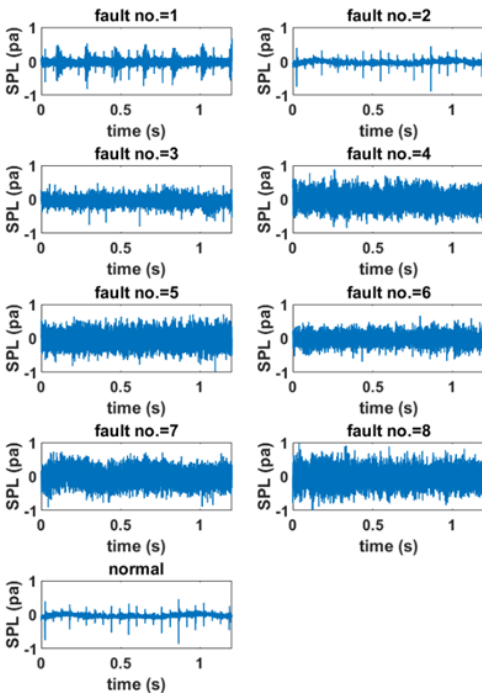 fault no.=1
1
0
-1
SPL (pa)
0 0.5 1
time (s)
fault no.=2
1
0
-1
SPL (pa)
0 0.5 1
time (s)
fault no.=3
1
0
-1
SPL (pa)
0 0.5 1
time (s)
fault no.=4
1
0
-1
SPL (pa)
0 0.5 1
time (s)
fault no.=5
1
0
-1
SPL (pa)
0 0.5 1
time (s)
fault no.=6
1
0
-1
SPL (pa)
0 0.5 1
time (s)
fault no.=7
1
0
-1
SPL (pa)
0 0.5 1
time (s)
fault no.=8
1
0
-1
SPL (pa)
0 0.5 1
time (s)
normal
1
0
-1
SPL (pa)
0 0.5 1
time (s)